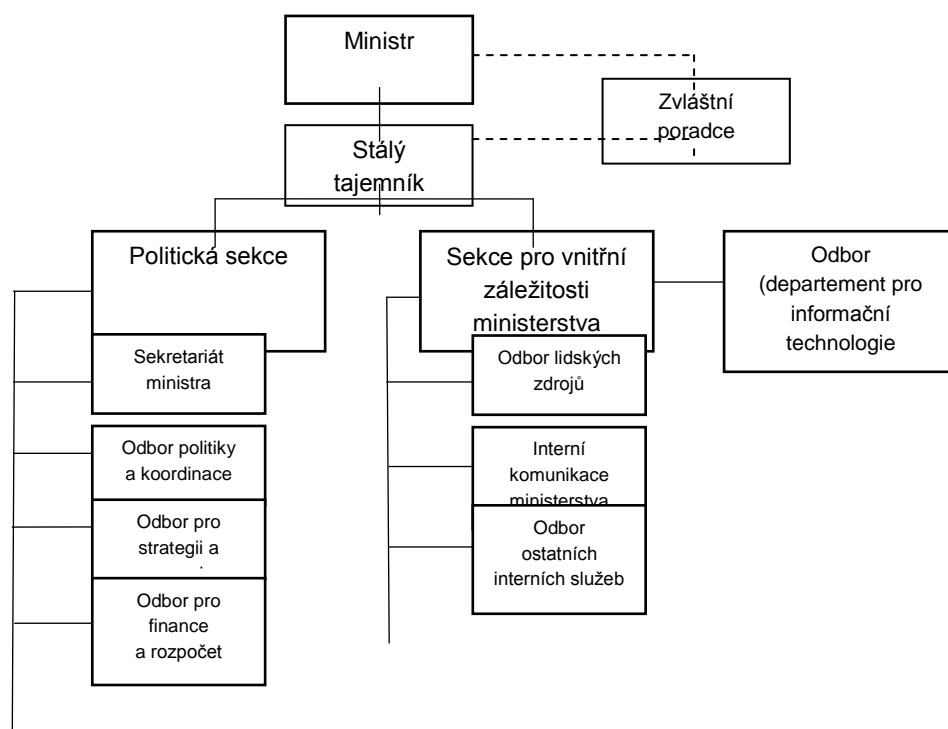 Ministr
Zvláštní
poradce
Stálý
tajemník
Politická sekce
Sekce pro vnitřní
záležitosti
ministerstva
Odbor
(departement pro
informační
technologie
Sekretariát
ministra
Odbor lidských
zdrojů
Odbor politiky
a koordinace
Interní
komunikace
ministerstva
Odbor pro
strategii a
Odbor
ostatních
interních služeb
Odbor pro
finance
a rozpočet